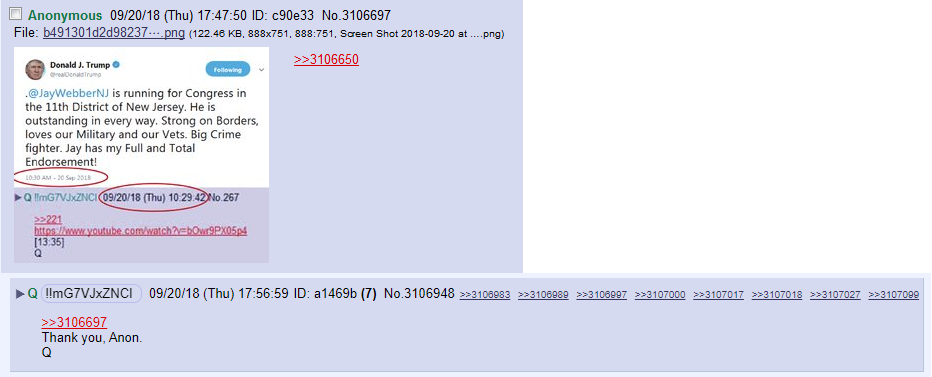 Anonymous 09/20/18 (Thu) 17:47:50 ID: c90e33 No.3106697
File: b491301d2d98237⋯.png (122.46 KB, 888x751, 888:751, Screen Shot 2018-09-20 at ….png)
>>3106650
Donald J. Trump
@realDonaldTrump
Following
.@JayWebberNJ is running for Congress in
the 11th District of New Jersey. He is
outstanding in every way. Strong on Borders,
loves our Military and our Vets. Big Crime
fighter. Jay has my Full and Total
Endorsement!
10:30 AM - 20 Sep 2018
▶Q !!mG7VJxZNCI 09/20/18 (Thu) 10:29:42 No.267
>>221
https://www.youtube.com/watch?v=bOwr9PX05p4
[13:35]
Q
▶Q !!mG7VJxZNCI 09/20/18 (Thu) 17:56:59 ID: a1469b (7) No.3106948 >>3106983 >>3106989 >>3106997 >>3107000 >>3107017 >>3107018 >>3107027 >>3107099
>>3106697
Thank you, Anon.
Q